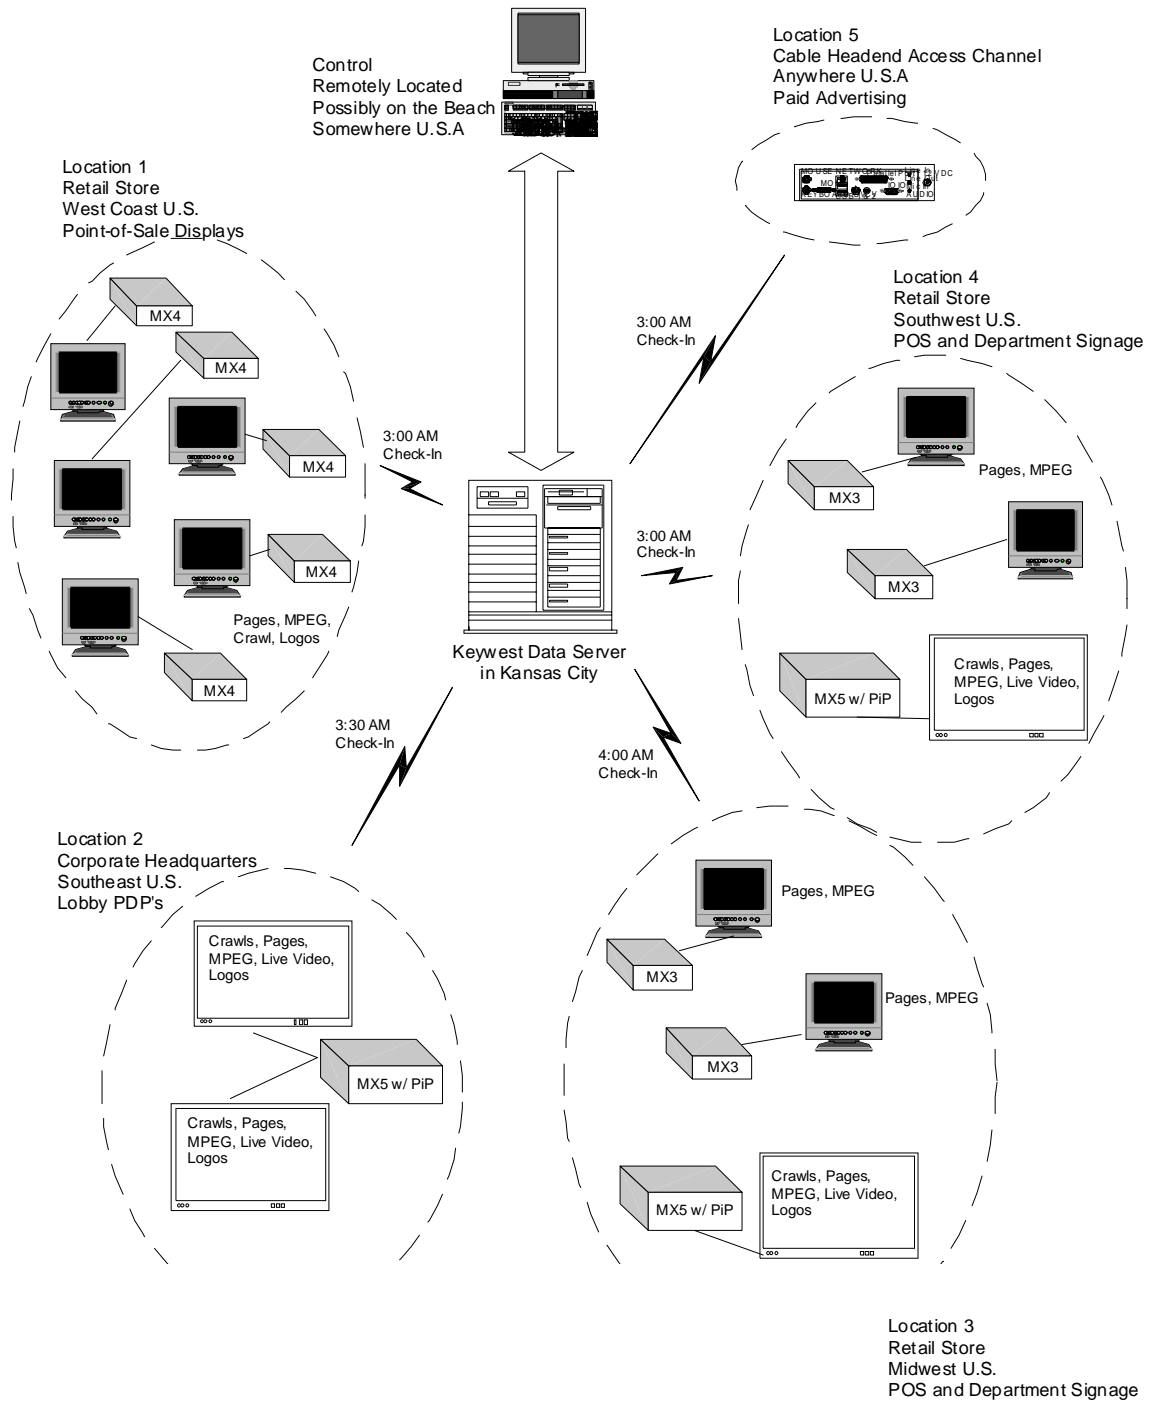 Control
Remotely Located
Possibly on the Beach
Somewhere U.S.A
Location 5
Cable Headend Access Channel
Anywhere U.S.A
Paid Advertising
Location 1
Retail Store
West Coast U.S.
Point-of-Sale Displays
MX4
MX4
MX4
MX4
MX4
Pages, MPEG,
Crawl, Logos
3:00 AM
Check-In
3:00 AM
Check-In
Location 4
Retail Store
Southwest U.S.
POS and Department Signage
Pages, MPEG
MX3
MX3
MX5 w/ PiP
Crawls, Pages,
MPEG, Live Video,
Logos
3:00 AM
Check-In
Keywest Data Server
in Kansas City
3:30 AM
Check-In
4:00 AM
Check-In
Location 2
Corporate Headquarters
Southeast U.S.
Lobby PDP's
Crawls, Pages,
MPEG, Live Video,
Logos
MX5 w/ PiP
Crawls, Pages,
MPEG, Live Video,
Logos
Pages, MPEG
MX3
Pages, MPEG
MX3
MX5 w/ PiP
Crawls, Pages,
MPEG, Live Video,
Logos
Location 3
Retail Store
Midwest U.S.
POS and Department Signage